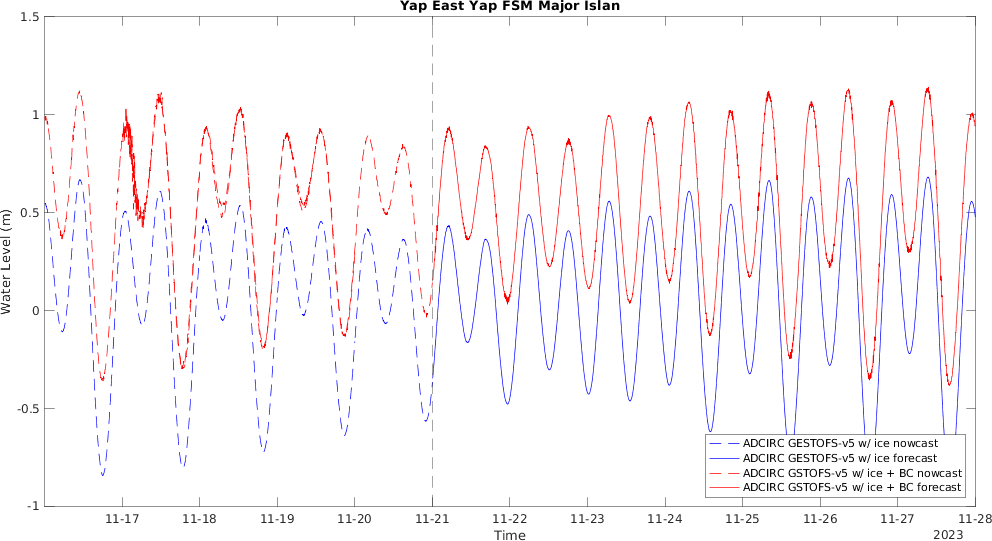 Yap East Yap FSM Major Islan
1.5
1
0.5
0
-0.5
-1
Water Level (m)
ADCIRC GESTOFS-v5 w/ ice nowcast
ADCIRC GESTOFS-v5 w/ ice forecast
ADCIRC GSTOFS-v5 w/ ice + BC nowcast
ADCIRC GSTOFS-v5 w/ ice + BC forecast
11-17 11-18 11-19 11-20 11-21 11-22 11-23 11-24 11-25 11-26 11-27 11-28
Time
2023